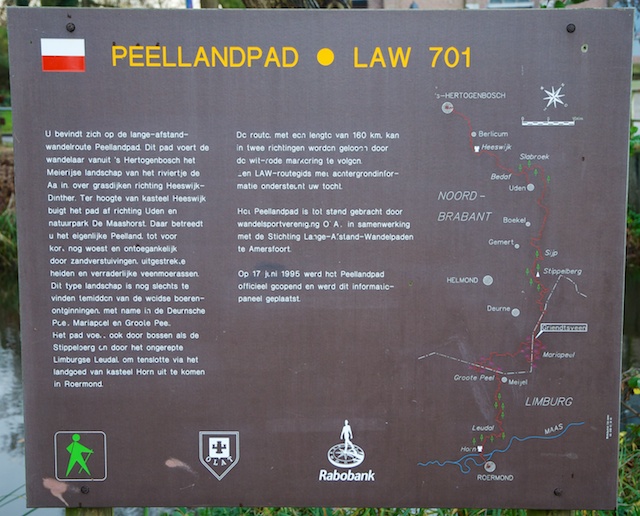 PEELLANDPAD ● LAW 701
U bevindt zich op de lange-afstand-
wandelroute Peellandpad. Dit pad voert de
wandelaar vanuit 's Hertogenbosch het
Meierijse landschap van het riviertje de
Aa in over grasdijken richting Heeswijk-
Dinther. Ter hoogte van kasteel Heeswijk
buigt het pad af richting Uden en
natuurpark De Maashorst. Daar betreedt
u het eigenlijke Peelland, tot voor
kort nog woest en ontoegankelijk
door zandverstuivingen, uitgestrekte
heiden en verraderlijke veenmoerassen.
Dit type landschap is nog slechts te
vinden temidden van de weidse boeren-
ontginningen, met name in de Deurnsche
Peel, Mariapeel en Groote Peel.
Het pad voert ook door bossen als de
Stippelberg en door het ongerepte
Limburgse Leudal, om tenslotte via het
landgoed van kasteel Horn uit te komen
in Roermond.
De route, met een lengte van 160 km, kan
in twee richtingen worden gelopen door
de wit-rode markering te volgen.
Een LAW-routegids met achtergrondinfor-
matie ondersteunt uw tocht.
Het Peellandpad is tot stand gebracht door
wandelsportvereniging OLAT, in samenwerking
met de Stichting Lange-Afstand-Wandelpaden
te Amersfoort.
Op 17 juni 1995 werd het Peellandpad
officieel geopend en werd dit informatie-
paneel geplaatst.
's-HERTOGENBOSCH
Berlicum
Heeswijk
Slabroek
Bedaf
Uden
NOORD-
BRABANT
Boekel
Gemert
Sijp
Stippelberg
HELMOND
Deurne
Griendtsveen
Mariapeel
Groote Peel
Meijel
LIMBURG
Leudal
MAAS
Horn
ROERMOND
OLAT
Rabobank